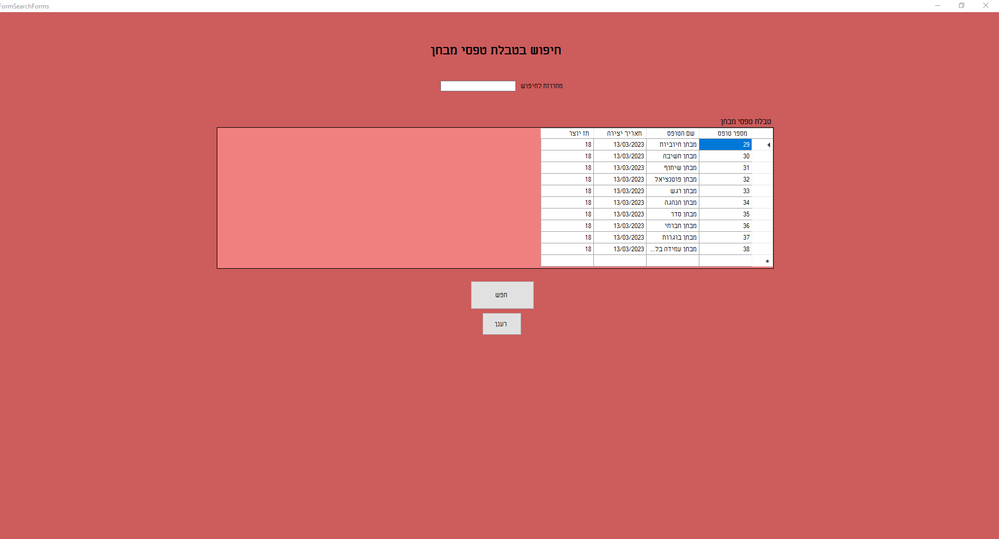 FormSearchForms
חיפוש בטבלת טפסי מבחן
מחרוזת לחיפוש
טבלת טפסי מבחן
מספר טופס שם הטופס תאריך יצירה תז יוצר
29 מבחן חיוביות 13/03/2023 18
30 מבחן חשיבה 13/03/2023 18
31 מבחן שיתוף 13/03/2023 18
32 מבחן פוטנציאל 13/03/2023 18
33 מבחן רגש 13/03/2023 18
34 מבחן הנהגה 13/03/2023 18
35 מבחן סדר 13/03/2023 18
36 מבחן חברתי 13/03/2023 18
37 מבחן בוגרות 13/03/2023 18
38 מבחן עמידה בל... 13/03/2023 18
חפש
רענן